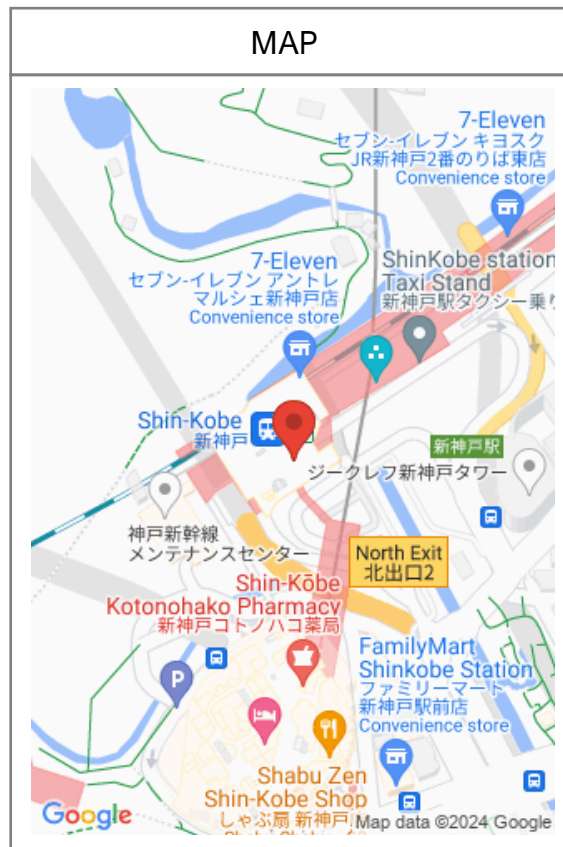 MAP
7-Eleven
セブン-イレブン キヨスク
JR新神戸2番のりば東店
Convenience store
7-Eleven
セブン-イレブン アントレ
マルシェ新神戸店
Convenience store
ShinKobe station
Taxi Stand
新神戸駅タクシー乗り
Shin-Kobe
新神戸
新神戸駅
ジークレフ新神戸タワー
神戸新幹線
メンテナンスセンター
North Exit
北出口2
Shin-Kōbe
Kotonohako Pharmacy
新神戸コトノハコ薬局
FamilyMart
Shinkobe Station
ファミリーマート
新神戸駅前店
Convenience store
P
Shabu Zen
Shin-Kobe Shop
しゃぶ扇 新神戸
Google
Map data ©2024 Google